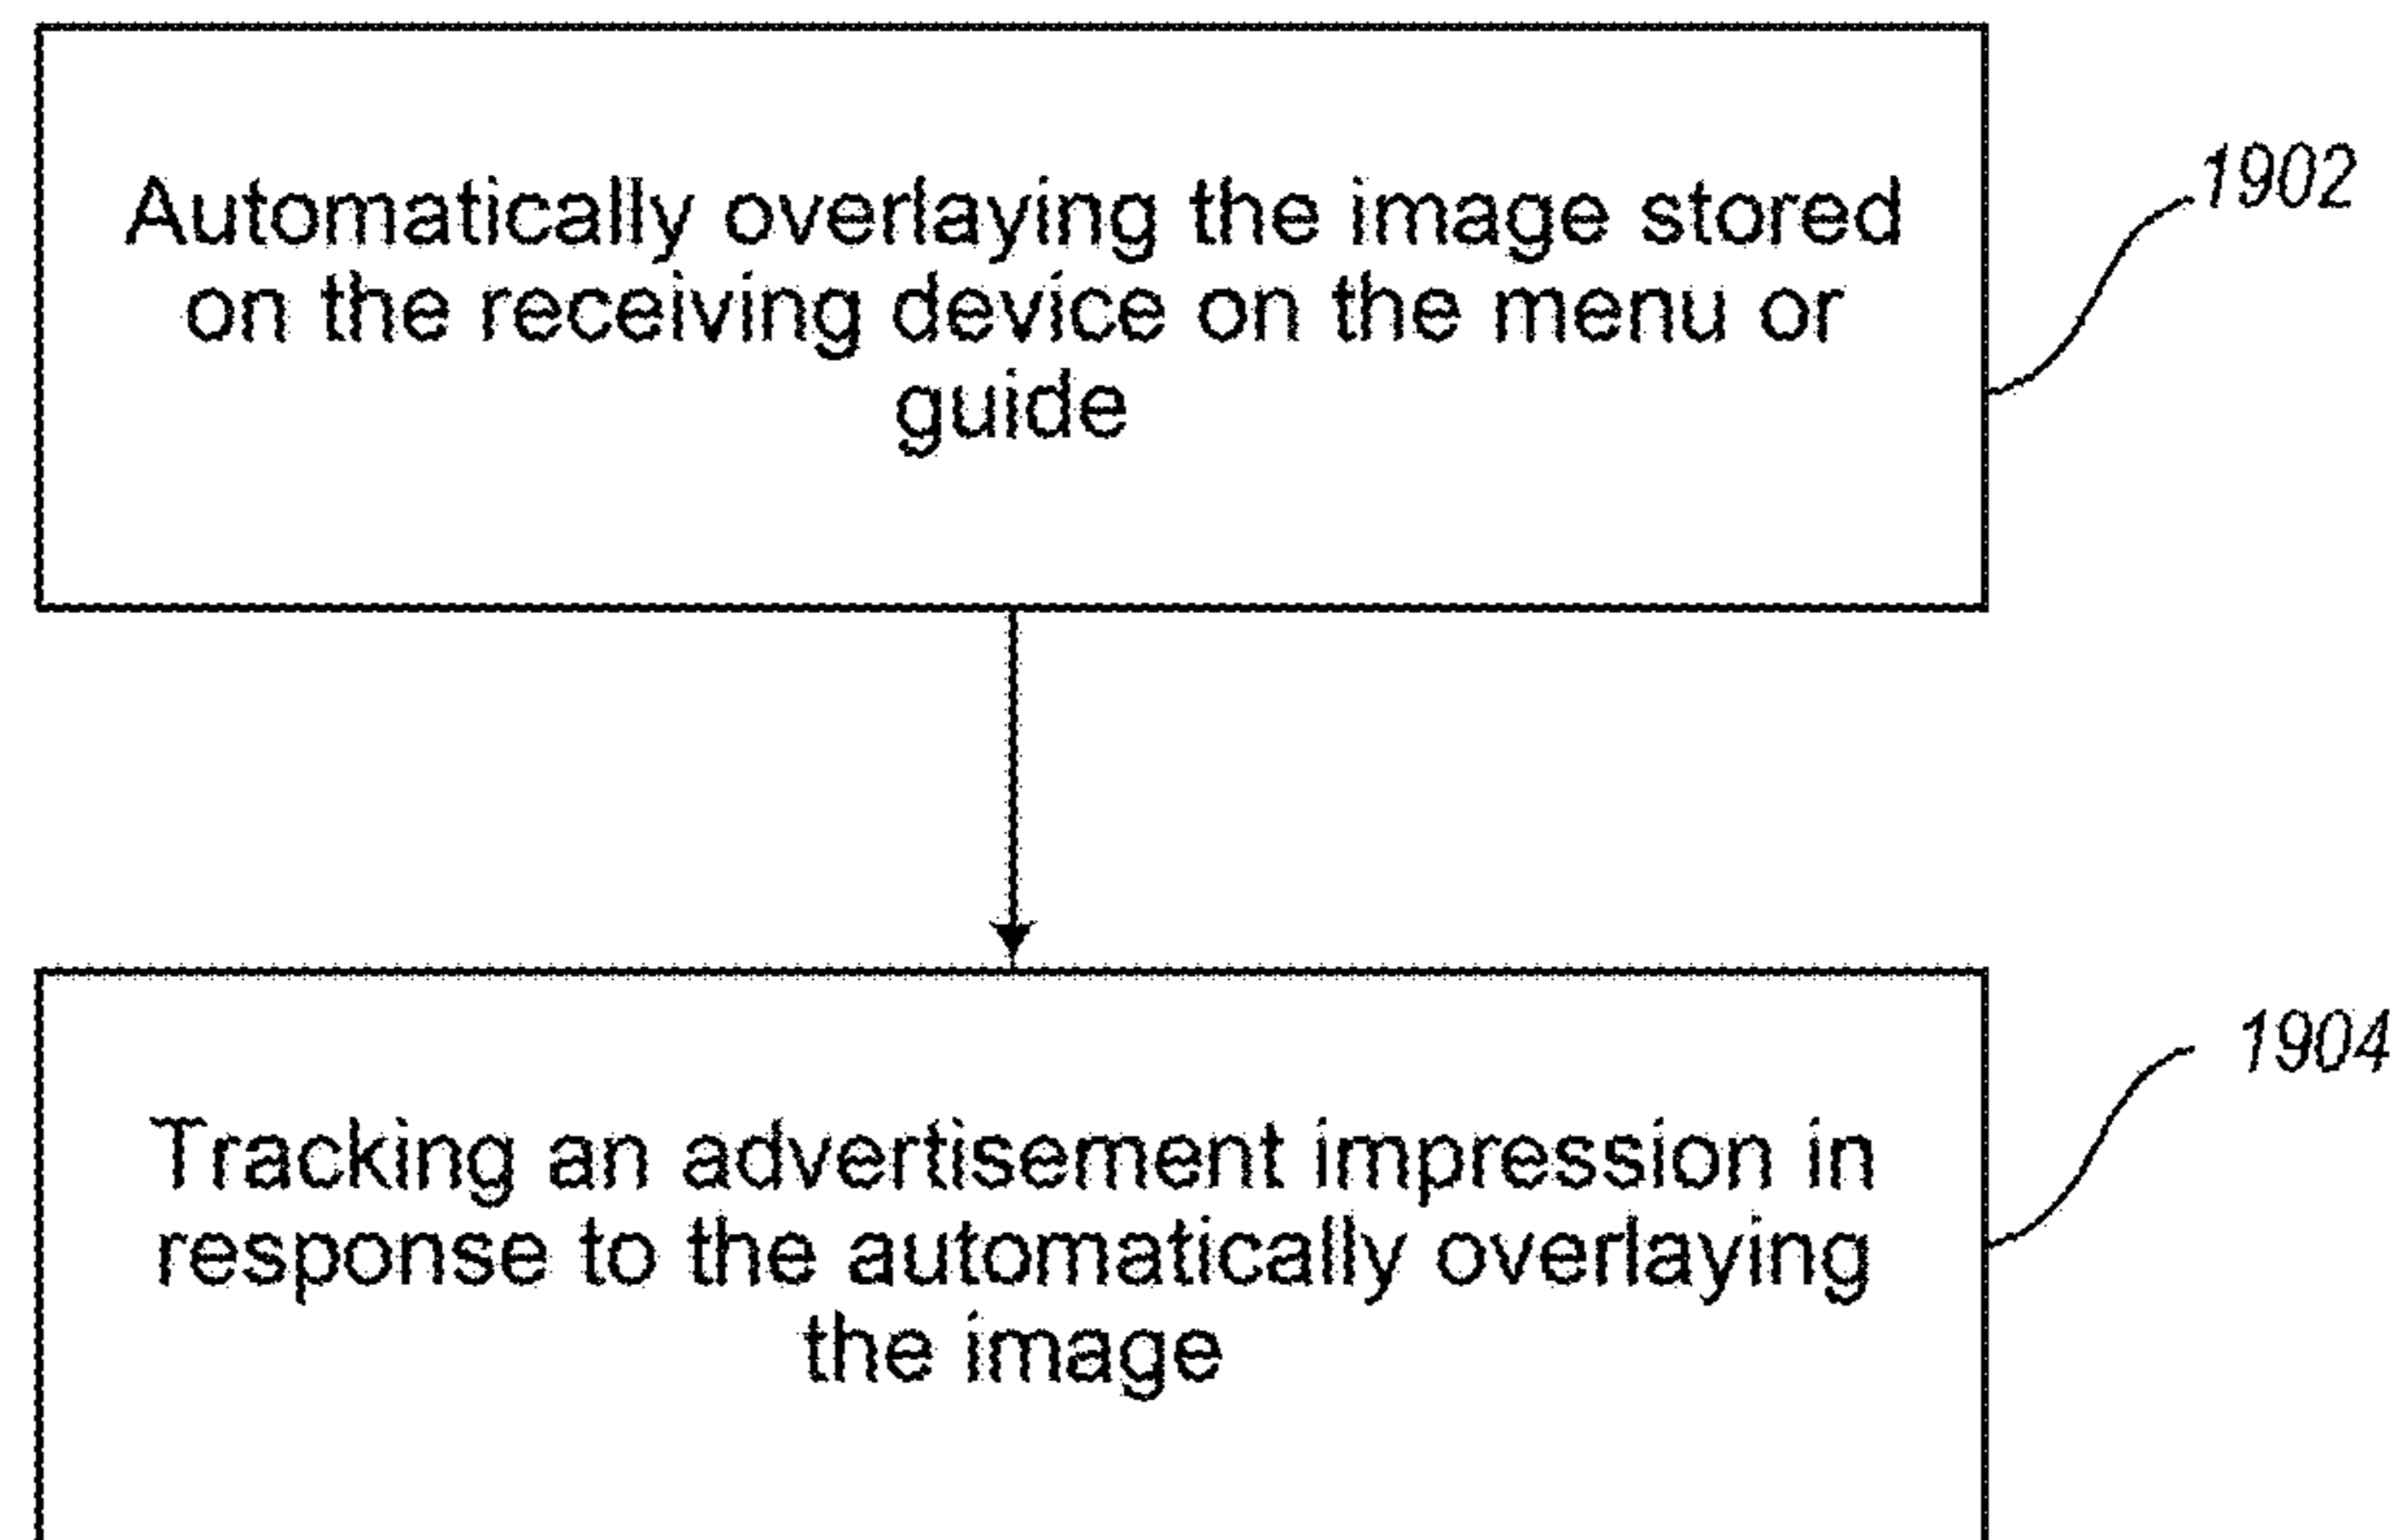 Automatically overlaying the image stored
on the receiving device on the menu or
guide
1902
Tracking an advertisement impression in
response to the automatically overlaying
the image
1904